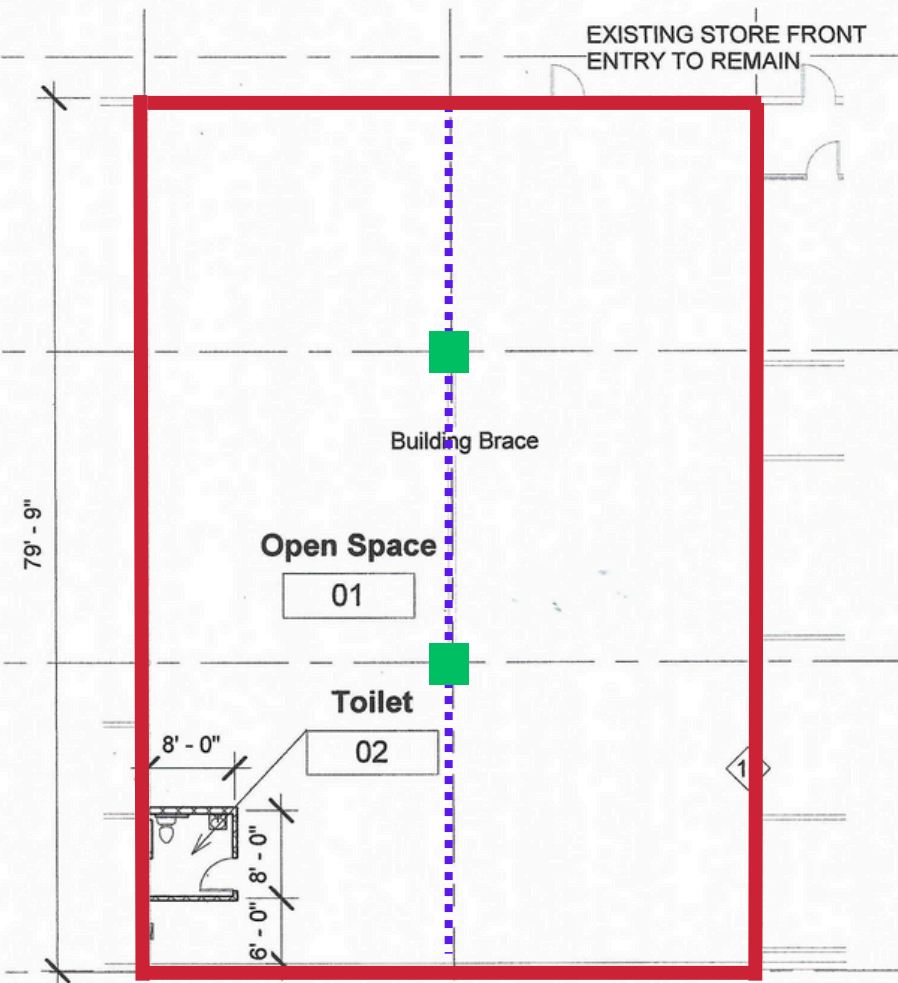 EXISTING STORE FRONT
ENTRY TO REMAIN
79' - 9"
Building Brace
Open Space
01
Toilet
02
8' - 0"
1
8' - 0"
6' - 0"